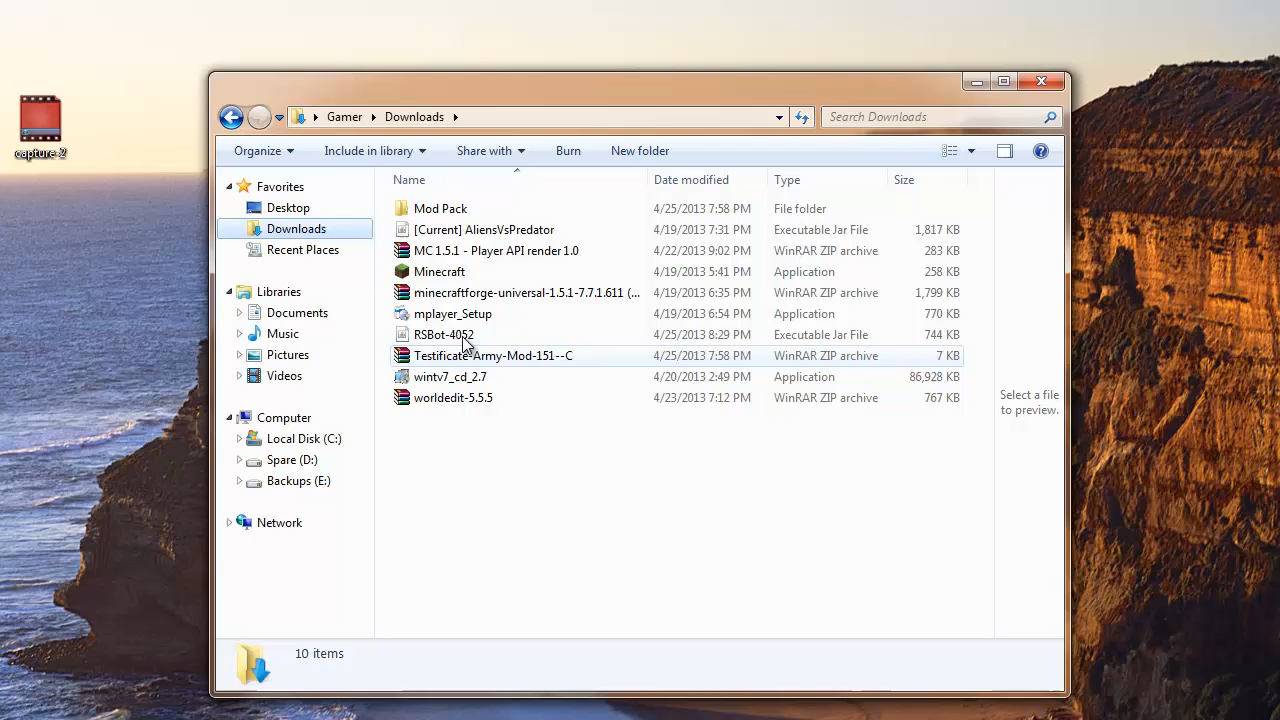 capture-2
Gamer Downloads
Search Downloads
Organize Include in library Share with Burn New folder
Favorites
Desktop
Downloads
Recent Places
Libraries
Documents
Music
Pictures
Videos
Computer
Local Disk (C:)
Spare (D:)
Backups (E:)
Network
Name Date modified Type Size
Mod Pack 4/25/2013 7:58 PM File folder
[Current] AliensVsPredator 4/19/2013 7:31 PM Executable Jar File 1,817 KB
MC 1.5.1 - Player API render 1.0 4/22/2013 9:02 PM WinRAR ZIP archive 283 KB
Minecraft 4/19/2013 5:41 PM Application 258 KB
minecraftforge-universal-1.5.1-7.7.1.611 (... 4/19/2013 6:35 PM WinRAR ZIP archive 1,799 KB
mplayer_Setup 4/19/2013 6:54 PM Application 770 KB
RSBot-4052 4/25/2013 8:29 PM Executable Jar File 744 KB
Testificate-Army-Mod-151--C 4/25/2013 7:58 PM WinRAR ZIP archive 7 KB
wintv7_cd_2.7 4/20/2013 2:49 PM Application 86,928 KB
worldedit-5.5.5 4/23/2013 7:12 PM WinRAR ZIP archive 767 KB
Select a file
to preview.
10 items